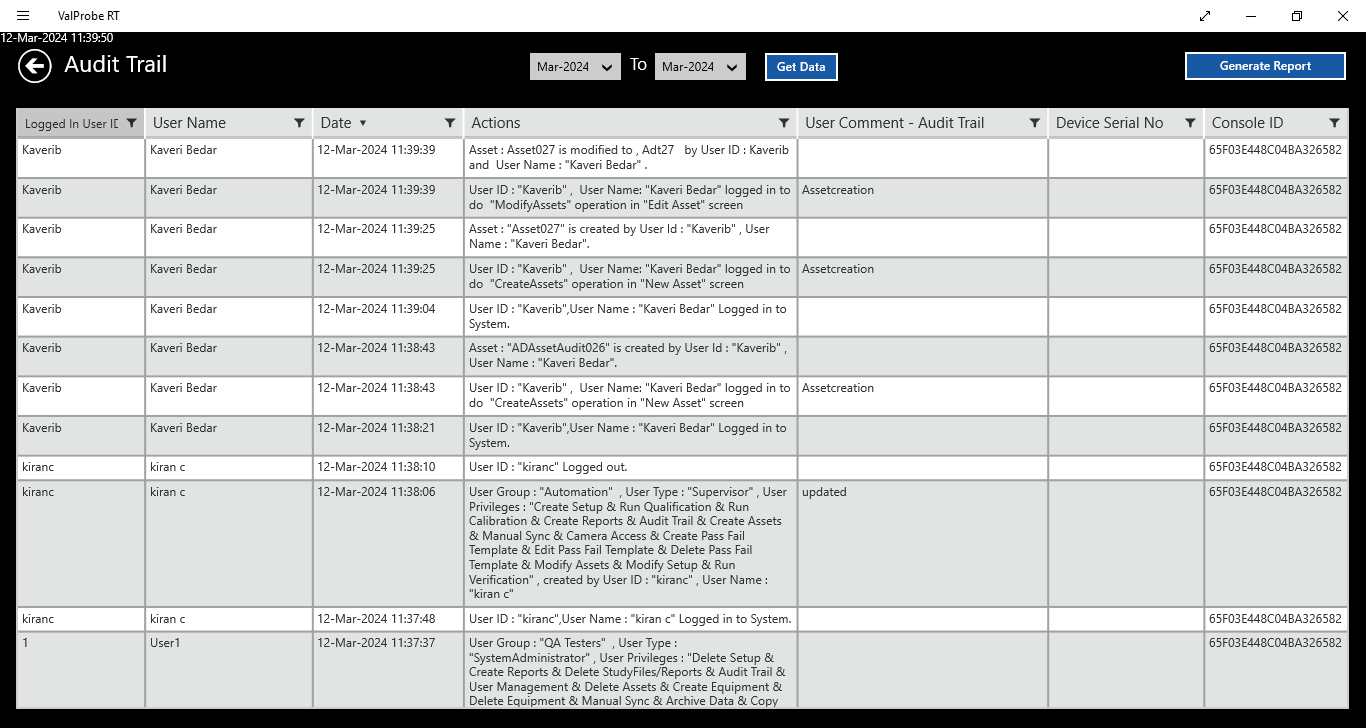 ValProbe RT
12-Mar-2024 11:39:50
Audit Trail
Mar-2024 To Mar-2024 Get Data Generate Report
Logged In User ID User Name Date Actions User Comment - Audit Trail Device Serial No Console ID
Kaverib Kaveri Bedar 12-Mar-2024 11:39:39 Asset : Asset027 is modified to , Adt27 by User ID : Kaverib 65F03E448C04BA326582
and User Name : "Kaveri Bedar" .
Kaverib Kaveri Bedar 12-Mar-2024 11:39:39 User ID : "Kaverib" , User Name: "Kaveri Bedar" logged in to Assetcreation 65F03E448C04BA326582
do "ModifyAssets" operation in "Edit Asset" screen
Kaverib Kaveri Bedar 12-Mar-2024 11:39:25 Asset : "Asset027" is created by User Id : "Kaverib" , User 65F03E448C04BA326582
Name : "Kaveri Bedar".
Kaverib Kaveri Bedar 12-Mar-2024 11:39:25 User ID : "Kaverib" , User Name: "Kaveri Bedar" logged in to Assetcreation 65F03E448C04BA326582
do "CreateAssets" operation in "New Asset" screen
Kaverib Kaveri Bedar 12-Mar-2024 11:39:04 User ID : "Kaverib",User Name : "Kaveri Bedar" Logged in to 65F03E448C04BA326582
System.
Kaverib Kaveri Bedar 12-Mar-2024 11:38:43 Asset : "ADAssetAudit026" is created by User Id : "Kaverib" , 65F03E448C04BA326582
User Name : "Kaveri Bedar".
Kaverib Kaveri Bedar 12-Mar-2024 11:38:43 User ID : "Kaverib" , User Name: "Kaveri Bedar" logged in to Assetcreation 65F03E448C04BA326582
do "CreateAssets" operation in "New Asset" screen
Kaverib Kaveri Bedar 12-Mar-2024 11:38:21 User ID : "Kaverib",User Name : "Kaveri Bedar" Logged in to 65F03E448C04BA326582
System.
kiranc kiran c 12-Mar-2024 11:38:10 User ID : "kiranc" Logged out. 65F03E448C04BA326582
kiranc kiran c 12-Mar-2024 11:38:06 User Group : "Automation" , User Type : "Supervisor" , User updated 65F03E448C04BA326582
Privileges : "Create Setup & Run Qualification & Run
Calibration & Create Reports & Audit Trail & Create Assets
& Manual Sync & Camera Access & Create Pass Fail
Template & Edit Pass Fail Template & Delete Pass Fail
Template & Modify Assets & Modify Setup & Run
Verification" , created by User ID : "kiranc" , User Name :
"kiran c"
kiranc kiran c 12-Mar-2024 11:37:48 User ID : "kiranc",User Name : "kiran c" Logged in to System. 65F03E448C04BA326582
1 User1 12-Mar-2024 11:37:37 User Group : "QA Testers" , User Type : 65F03E448C04BA326582
"SystemAdministrator" , User Privileges : "Delete Setup &
Create Reports & Delete StudyFiles/Reports & Audit Trail &
User Management & Delete Assets & Create Equipment &
Delete Equipment & Manual Sync & Archive Data & Copy